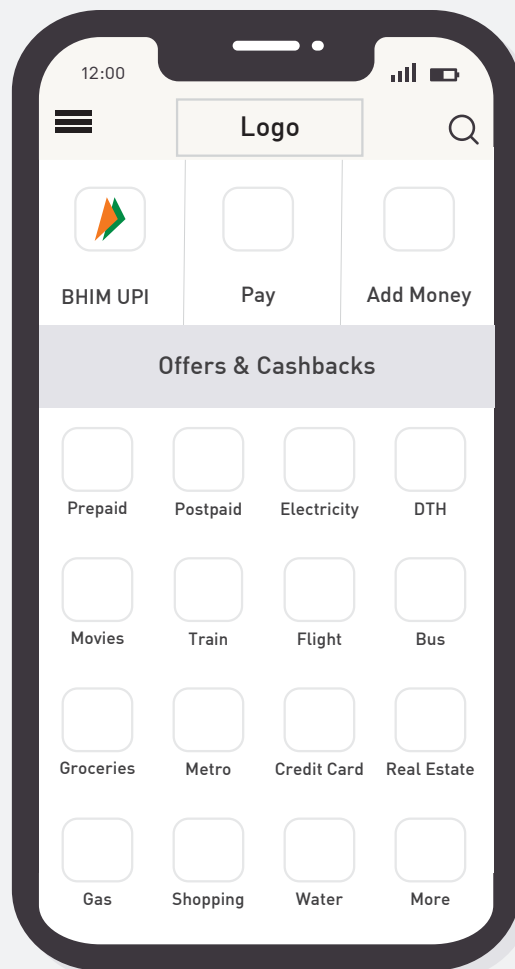 12:00
Logo
BHIM UPI Pay Add Money
Offers & Cashbacks
Prepaid Postpaid Electricity DTH
Movies Train Flight Bus
Groceries Metro Credit Card Real Estate
Gas Shopping Water More